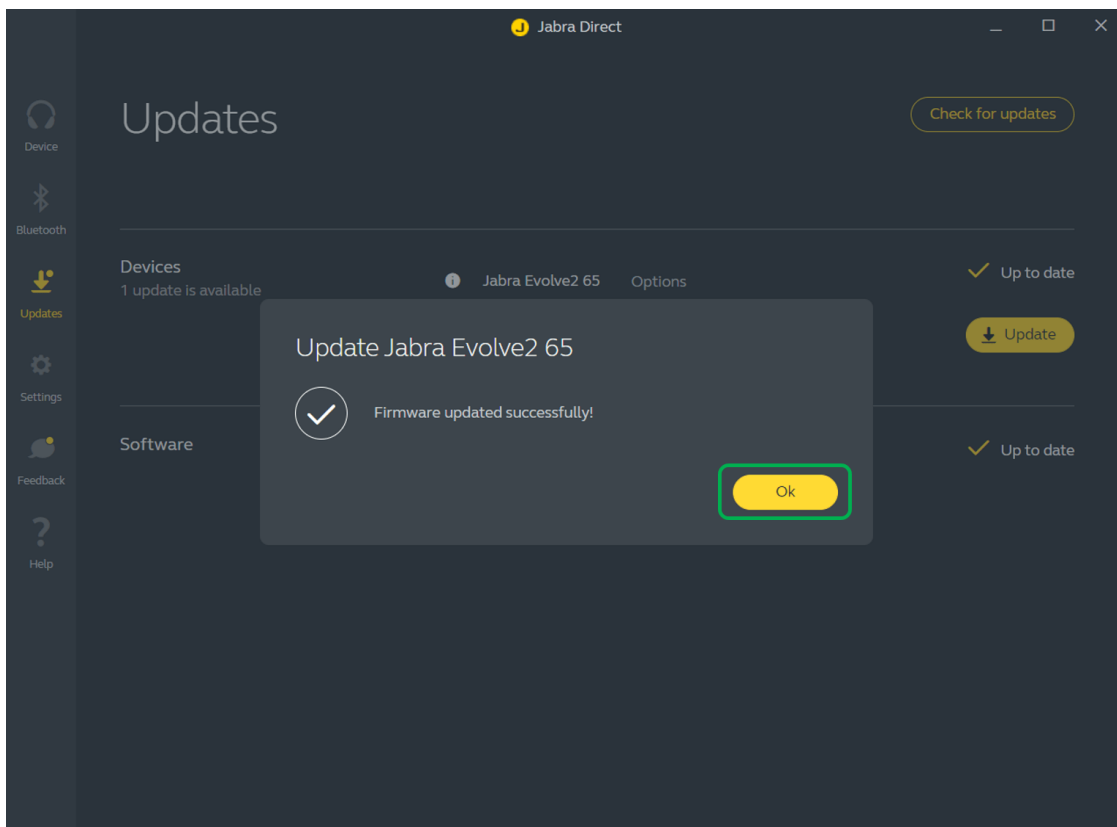 Jabra Direct
Updates
Check for updates
Device
Bluetooth
Updates
Settings
Feedback
Help
Devices
1 update is available
Jabra Evolve2 65 Options
Up to date
Update
Update Jabra Evolve2 65
Firmware updated successfully!
Ok
Software
Up to date